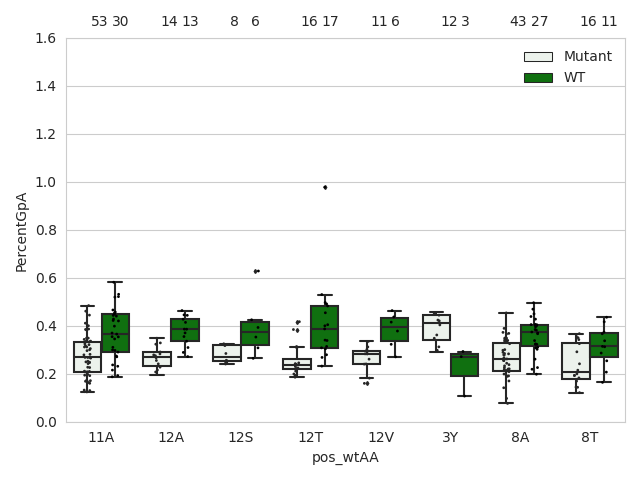 53 30 14 13 8 6 16 17 11 6 12 3 43 27 16 11
1.6
Mutant
WT
1.4
1.2
1.0
0.8
0.6
0.4
0.2
0.0
PercentGpA
11A 12A 12S 12T 12V 3Y 8A 8T
pos_wtAA